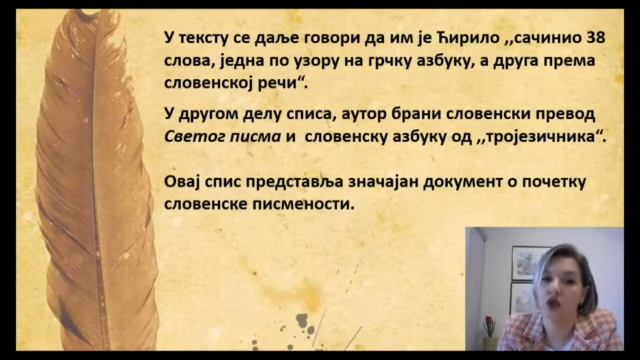 У тексту се даље говори да им је Ћирило ,,сачинио 38
слова, једна по узору на грчку азбуку, а друга према
словенској речи“.
У другом делу списа, аутор брани словенски превод
Светог писма и словенску азбуку од ,,тројезичника“.
Овај спис представља значајан документ о почетку
словенске писмености.